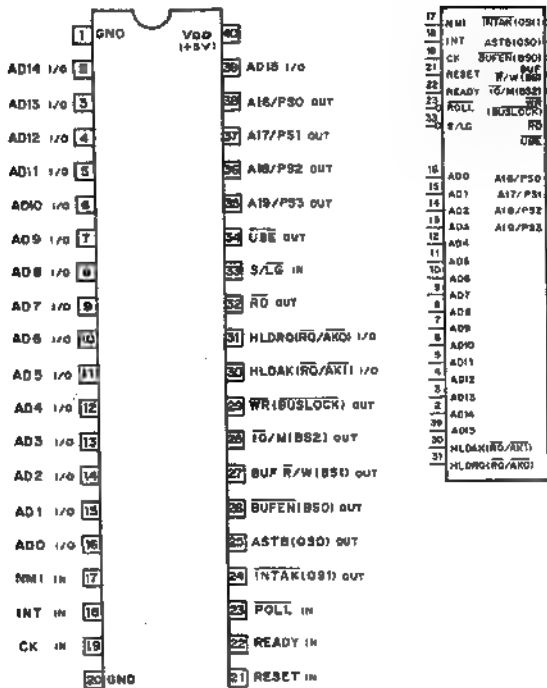 1 GND
VDD 40
(+5V)
AD14 I/O 2
39 AD15 I/O
AD13 I/O 3
38 A16/PS0 OUT
AD12 I/O 4
37 A17/PS1 OUT
AD11 I/O 5
36 A18/PS2 OUT
AD10 I/O 6
35 A19/PS3 OUT
AD9 I/O 7
34 UBE OUT
AD8 I/O 8
33 S/LG IN
AD7 I/O 9
32 RD OUT
AD6 I/O 10
31 HLDRQ(RQ/AK0) I/O
AD5 I/O 11
30 HLDAK(RQ/AK1) I/O
AD4 I/O 12
29 WR(BUSLOCK) OUT
AD3 I/O 13
28 IO/M(BS2) OUT
AD2 I/O 14
27 BUF R/W(BS1) OUT
AD1 I/O 15
26 BUFEN(BS0) OUT
AD0 I/O 16
25 ASTB(QS0) OUT
NMI IN 17
24 INTAK(QS1) OUT
INT IN 18
23 POLL IN
CK IN 19
22 READY IN
20 GND
21 RESET IN
17 NMI INTAK(QS1)
18 INT ASTB(QS0)
19 CK BUFEN(BS0)
21 RESET BUF R/W(BS1)
22 READY IO/M(BS2)
23 POLL WR (BUSLOCK)
33 S/LG RD
UBE
16 AD0 A16/PS0
15 AD1 A17/PS1
14 AD2 A18/PS2
13 AD3 A19/PS3
12 AD4
11 AD5
10 AD6
9 AD7
8 AD8
7 AD9
6 AD10
5 AD11
4 AD12
3 AD13
2 AD14
39 AD15
30 HLDAK(RQ/AK1)
31 HLDRQ(RQ/AK0)